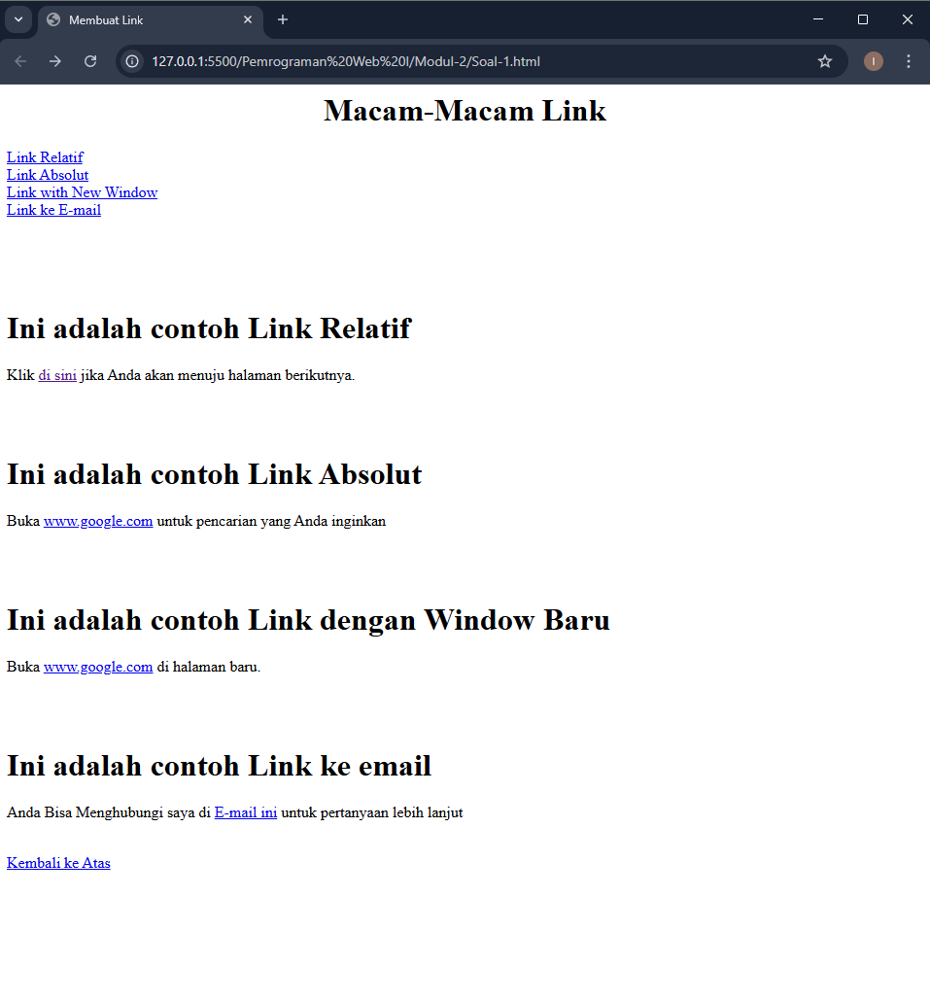 Membuat Link
127.0.0.1:5500/Pemrograman%20Web%20I/Modul-2/Soal-1.html
I
Macam-Macam Link
Link Relatif
Link Absolut
Link with New Window
Link ke E-mail
Ini adalah contoh Link Relatif
Klik di sini jika Anda akan menuju halaman berikutnya.
Ini adalah contoh Link Absolut
Buka www.google.com untuk pencarian yang Anda inginkan
Ini adalah contoh Link dengan Window Baru
Buka www.google.com di halaman baru.
Ini adalah contoh Link ke email
Anda Bisa Menghubungi saya di E-mail ini untuk pertanyaan lebih lanjut
Kembali ke Atas